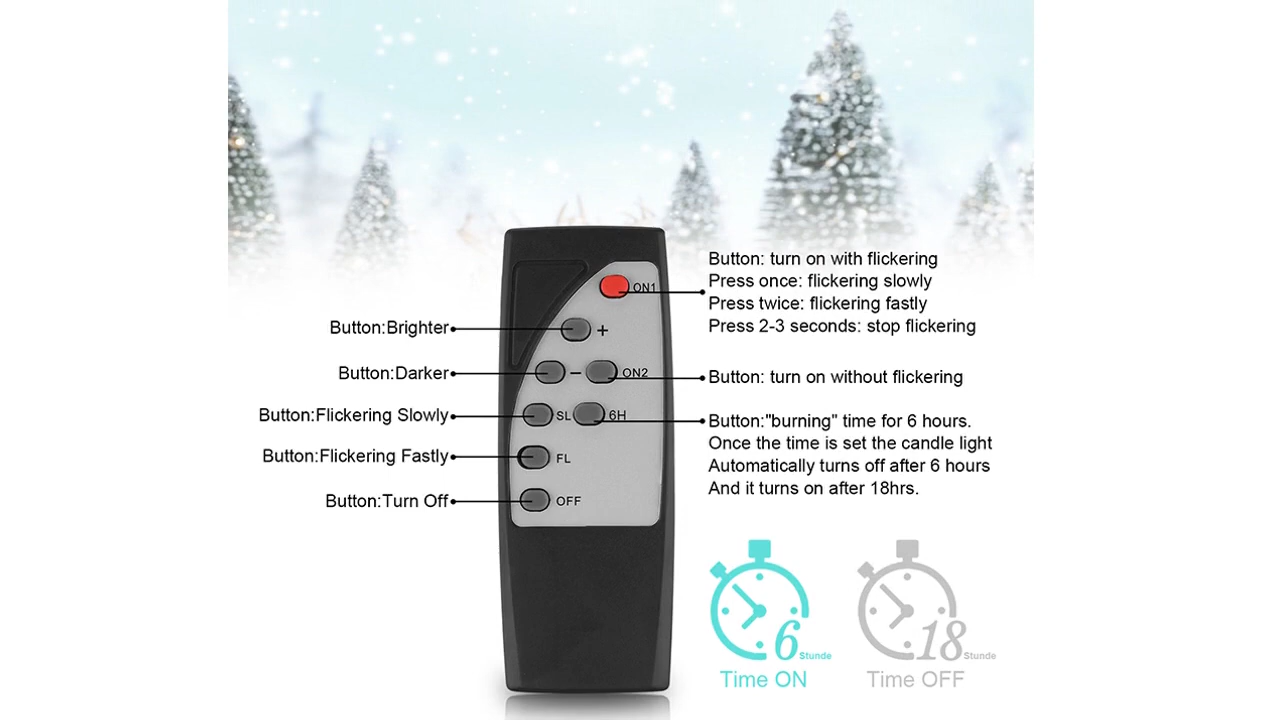 Button: turn on with flickering
Press once: flickering slowly
Press twice: flickering fastly
Press 2-3 seconds: stop flickering
ON1
Button:Brighter
+
Button:Darker
−
ON2
Button: turn on without flickering
Button:Flickering Slowly
SL
6H
Button:"burning" time for 6 hours.
Once the time is set the candle light
Automatically turns off after 6 hours
And it turns on after 18hrs.
Button:Flickering Fastly
FL
Button:Turn Off
OFF
6 Stunde
Time ON
18 Stunde
Time OFF